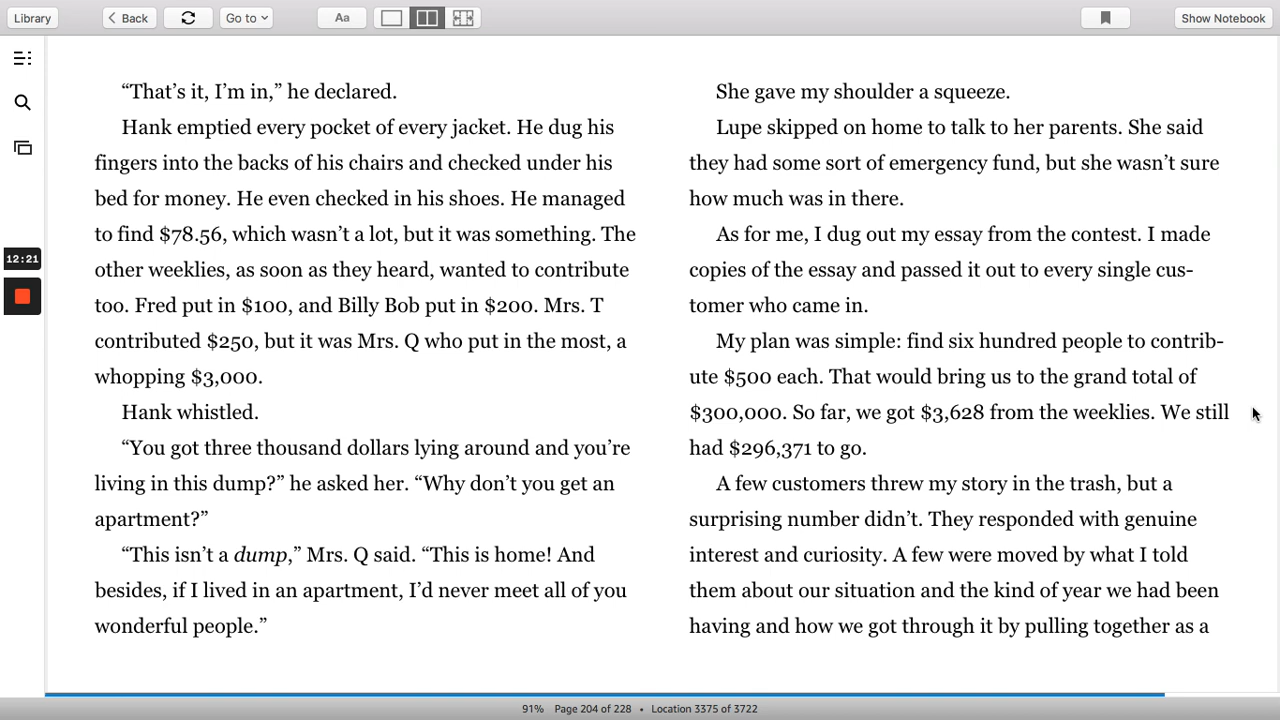 Library
Back
Go to
Aa
Show Notebook
12:21
“That’s it, I’m in,” he declared.
Hank emptied every pocket of every jacket. He dug his
fingers into the backs of his chairs and checked under his
bed for money. He even checked in his shoes. He managed
to find $78.56, which wasn’t a lot, but it was something. The
other weeklies, as soon as they heard, wanted to contribute
too. Fred put in $100, and Billy Bob put in $200. Mrs. T
contributed $250, but it was Mrs. Q who put in the most, a
whopping $3,000.
Hank whistled.
“You got three thousand dollars lying around and you’re
living in this dump?” he asked her. “Why don’t you get an
apartment?”
“This isn’t a dump,” Mrs. Q said. “This is home! And
besides, if I lived in an apartment, I’d never meet all of you
wonderful people.”
She gave my shoulder a squeeze.
Lupe skipped on home to talk to her parents. She said
they had some sort of emergency fund, but she wasn’t sure
how much was in there.
As for me, I dug out my essay from the contest. I made
copies of the essay and passed it out to every single cus-
tomer who came in.
My plan was simple: find six hundred people to contrib-
ute $500 each. That would bring us to the grand total of
$300,000. So far, we got $3,628 from the weeklies. We still
had $296,371 to go.
A few customers threw my story in the trash, but a
surprising number didn’t. They responded with genuine
interest and curiosity. A few were moved by what I told
them about our situation and the kind of year we had been
having and how we got through it by pulling together as a
91% Page 204 of 228 • Location 3375 of 3722